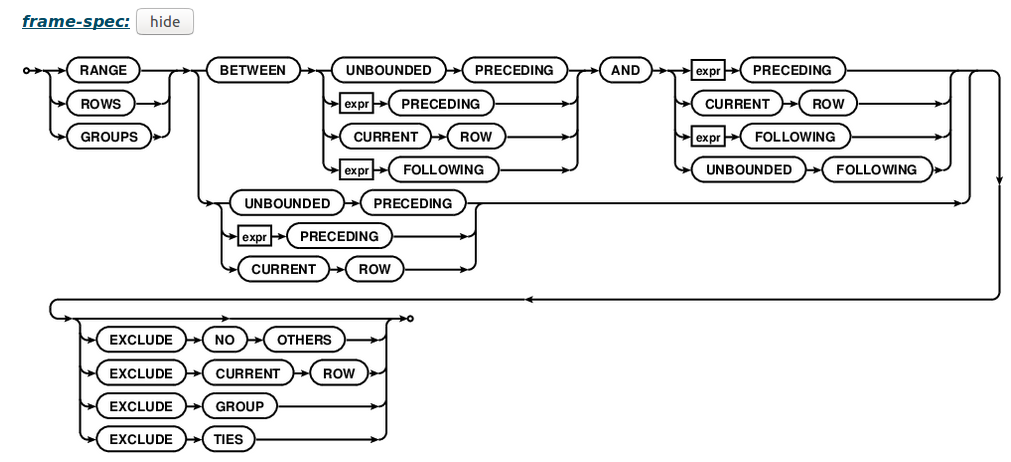 frame-spec: hide
RANGE BETWEEN UNBOUNDED PRECEDING AND expr PRECEDING
ROWS expr PRECEDING CURRENT ROW
GROUPS CURRENT ROW expr FOLLOWING
expr FOLLOWING UNBOUNDED FOLLOWING
UNBOUNDED PRECEDING
expr PRECEDING
CURRENT ROW
EXCLUDE NO OTHERS
EXCLUDE CURRENT ROW
EXCLUDE GROUP
EXCLUDE TIES